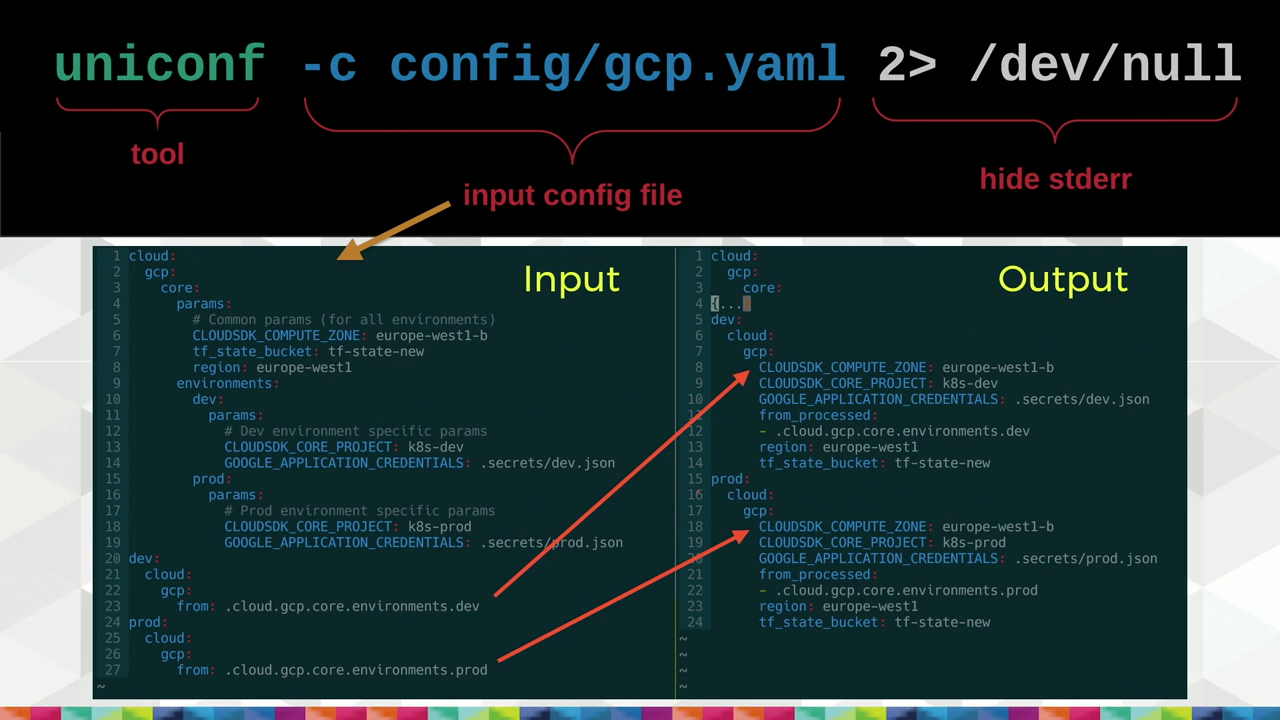 uniconf -c config/gcp.yaml 2> /dev/null
tool
input config file
hide stderr
Input
1 cloud:
2   gcp:
3     core:
4       params:
5         # Common params (for all environments)
6         CLOUDSDK_COMPUTE_ZONE: europe-west1-b
7         tf_state_bucket: tf-state-new
8         region: europe-west1
9       environments:
10         dev:
11           params:
12             # Dev environment specific params
13             CLOUDSDK_CORE_PROJECT: k8s-dev
14             GOOGLE_APPLICATION_CREDENTIALS: .secrets/dev.json
15         prod:
16           params:
17             # Prod environment specific params
18             CLOUDSDK_CORE_PROJECT: k8s-prod
19             GOOGLE_APPLICATION_CREDENTIALS: .secrets/prod.json
20 dev:
21   cloud:
22     gcp:
23       from: .cloud.gcp.core.environments.dev
24 prod:
25   cloud:
26     gcp:
27       from: .cloud.gcp.core.environments.prod
~
Output
1 cloud:
2   gcp:
3     core:
4 {...}
5 dev:
6   cloud:
7     gcp:
8       CLOUDSDK_COMPUTE_ZONE: europe-west1-b
9       CLOUDSDK_CORE_PROJECT: k8s-dev
10       GOOGLE_APPLICATION_CREDENTIALS: .secrets/dev.json
11       from_processed:
12       - .cloud.gcp.core.environments.dev
13       region: europe-west1
14       tf_state_bucket: tf-state-new
15 prod:
16   cloud:
17     gcp:
18       CLOUDSDK_COMPUTE_ZONE: europe-west1-b
19       CLOUDSDK_CORE_PROJECT: k8s-prod
20       GOOGLE_APPLICATION_CREDENTIALS: .secrets/prod.json
21       from_processed:
22       - .cloud.gcp.core.environments.prod
23       region: europe-west1
24       tf_state_bucket: tf-state-new
~
~
~
~